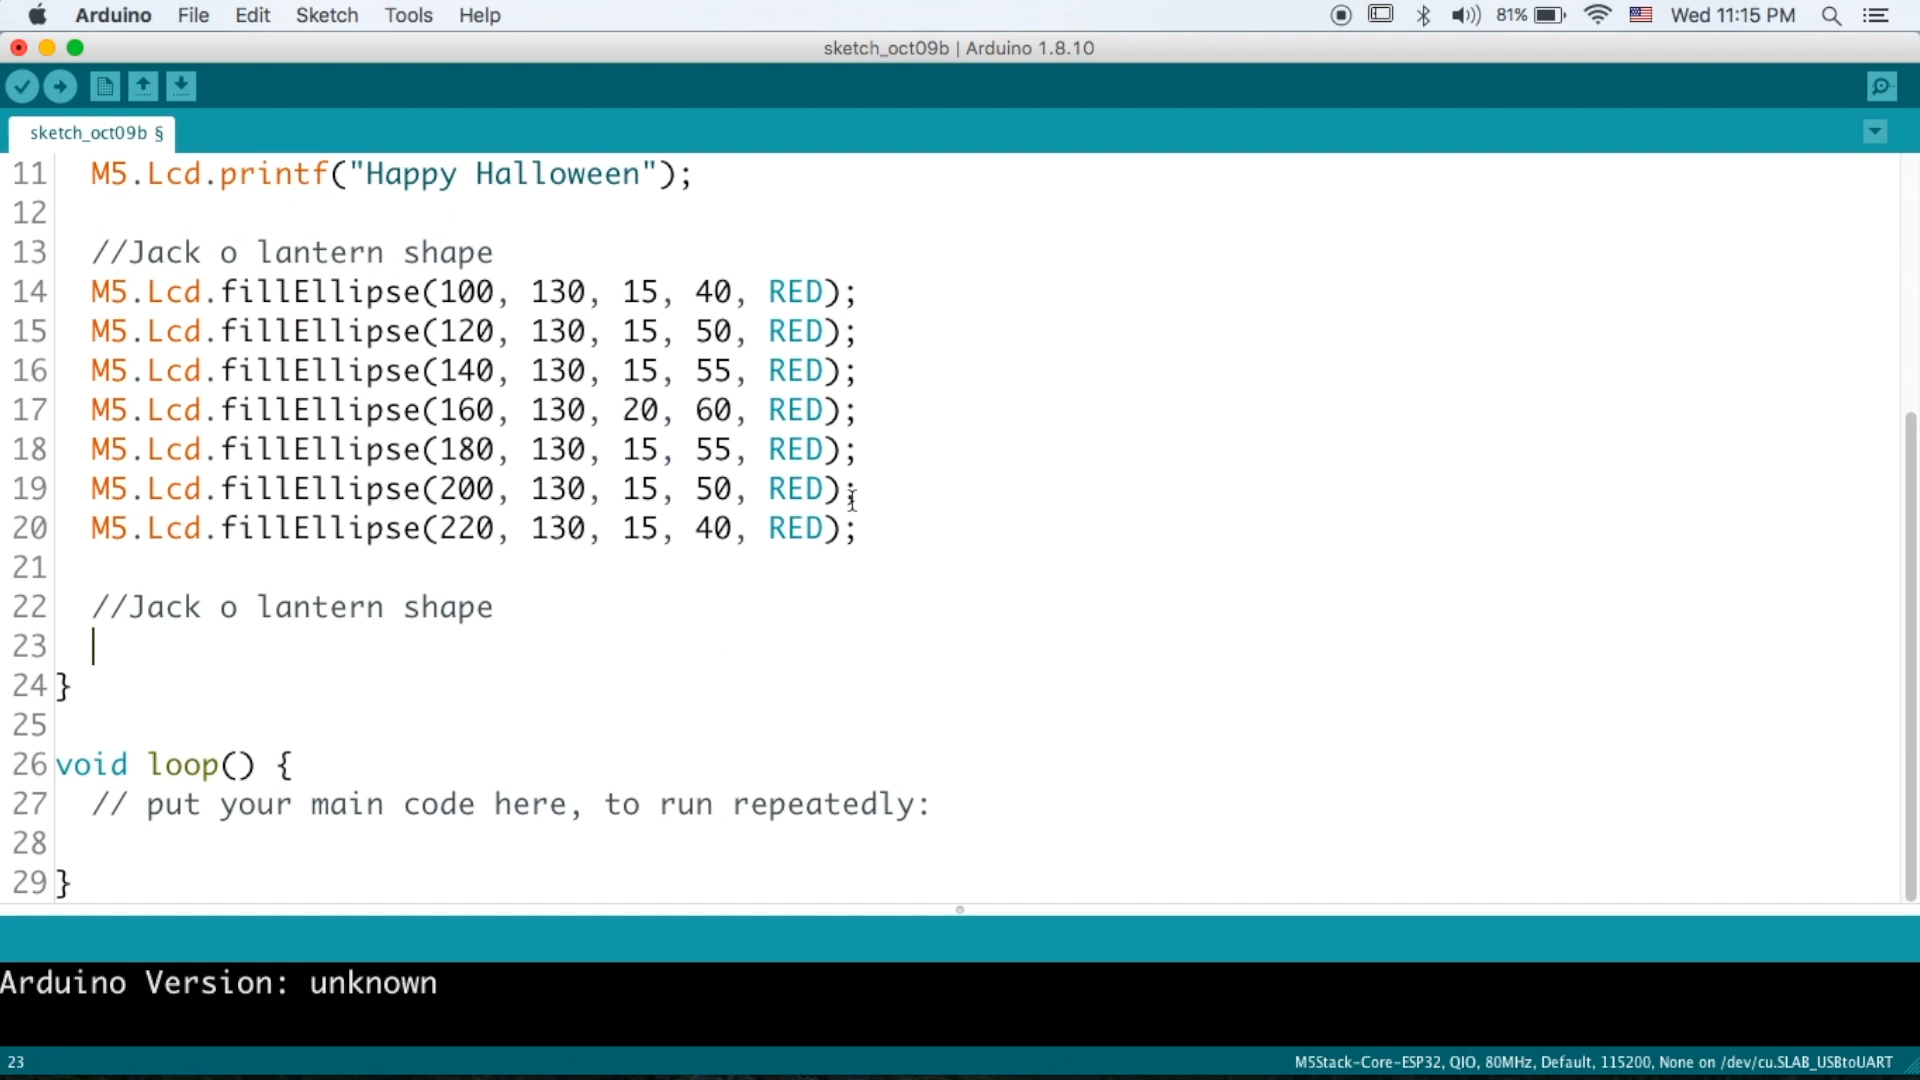 Arduino File Edit Sketch Tools Help 81% Wed 11:15 PM
sketch_oct09b | Arduino 1.8.10
sketch_oct09b §
11 M5.Lcd.printf("Happy Halloween");
12
13 //Jack o lantern shape
14 M5.Lcd.fillEllipse(100, 130, 15, 40, RED);
15 M5.Lcd.fillEllipse(120, 130, 15, 50, RED);
16 M5.Lcd.fillEllipse(140, 130, 15, 55, RED);
17 M5.Lcd.fillEllipse(160, 130, 20, 60, RED);
18 M5.Lcd.fillEllipse(180, 130, 15, 55, RED);
19 M5.Lcd.fillEllipse(200, 130, 15, 50, RED);
20 M5.Lcd.fillEllipse(220, 130, 15, 40, RED);
21
22 //Jack o lantern shape
23
24 }
25
26 void loop() {
27 // put your main code here, to run repeatedly:
28
29 }
Arduino Version: unknown
23 M5Stack-Core-ESP32, QIO, 80MHz, Default, 115200, None on /dev/cu.SLAB_USBtoUART